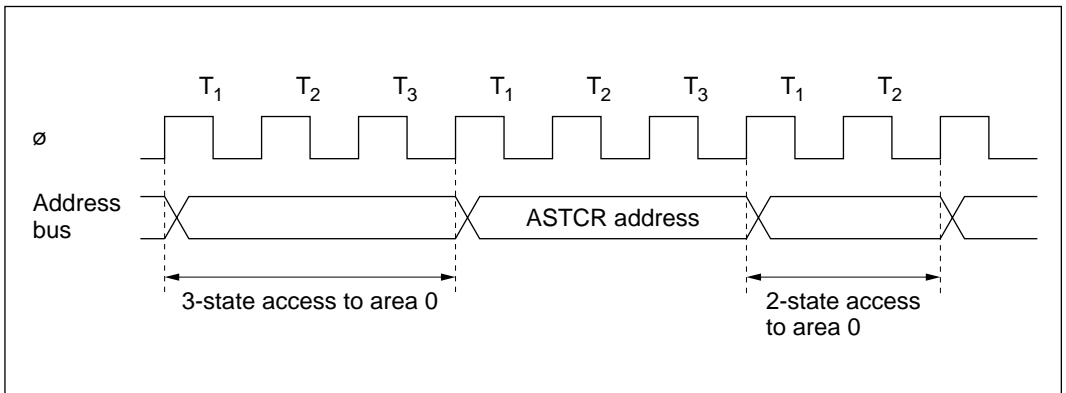 T₁ T₂ T₃ T₁ T₂ T₃ T₁ T₂
ø
Address
bus
ASTCR address
3-state access to area 0
2-state access
to area 0